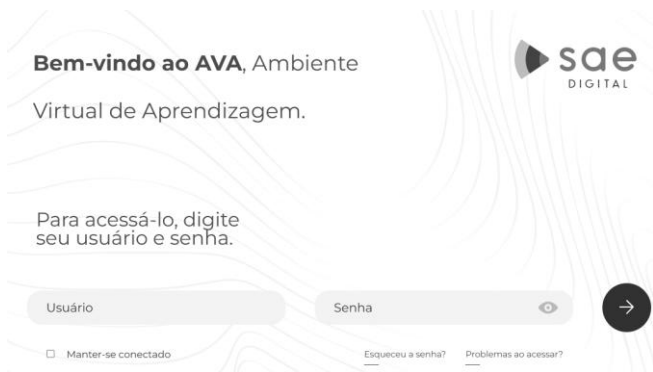 Bem-vindo ao AVA, Ambiente
Virtual de Aprendizagem.
sae
DIGITAL
Para acessá-lo, digite
seu usuário e senha.
Usuário
Senha
Manter-se conectado
Esqueceu a senha?
Problemas ao acessar?